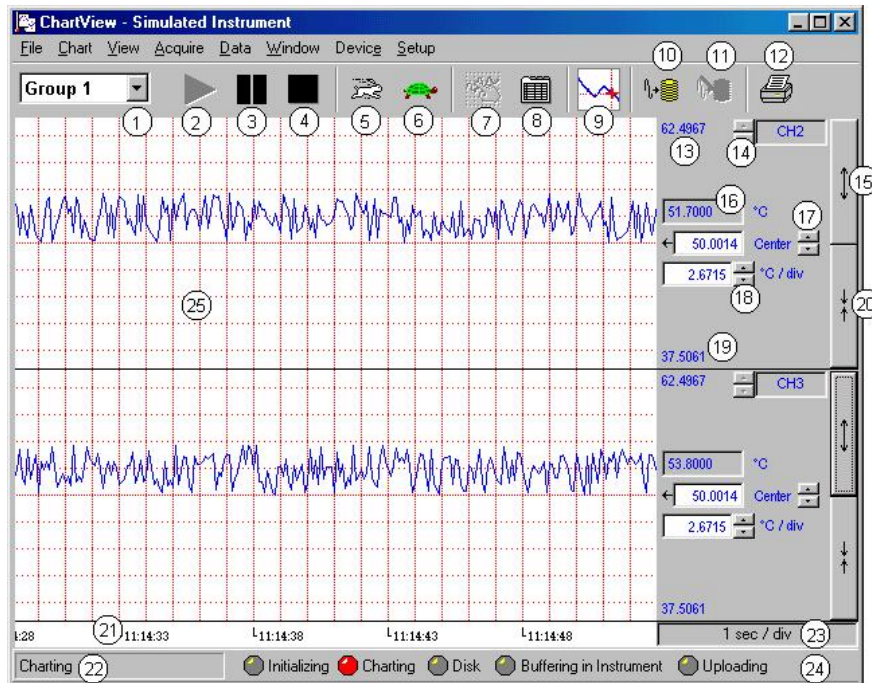 ChartView - Simulated Instrument
File Chart View Acquire Data Window Device Setup
10 11 12
Group 1
1 2 3 4 5 6 7 8 9
62.4967 CH2
13 14
15
51.7000 16 °C 17
50.0014 Center
2.6715 °C / div
18
25 20
37.5061 19
62.4967 CH3
53.8000 °C
50.0014 Center
2.6715 °C / div
37.5061
:28 21 11:14:33 11:14:38 11:14:43 11:14:48 1 sec / div 23
Charting 22 Initializing Charting Disk Buffering in Instrument Uploading 24